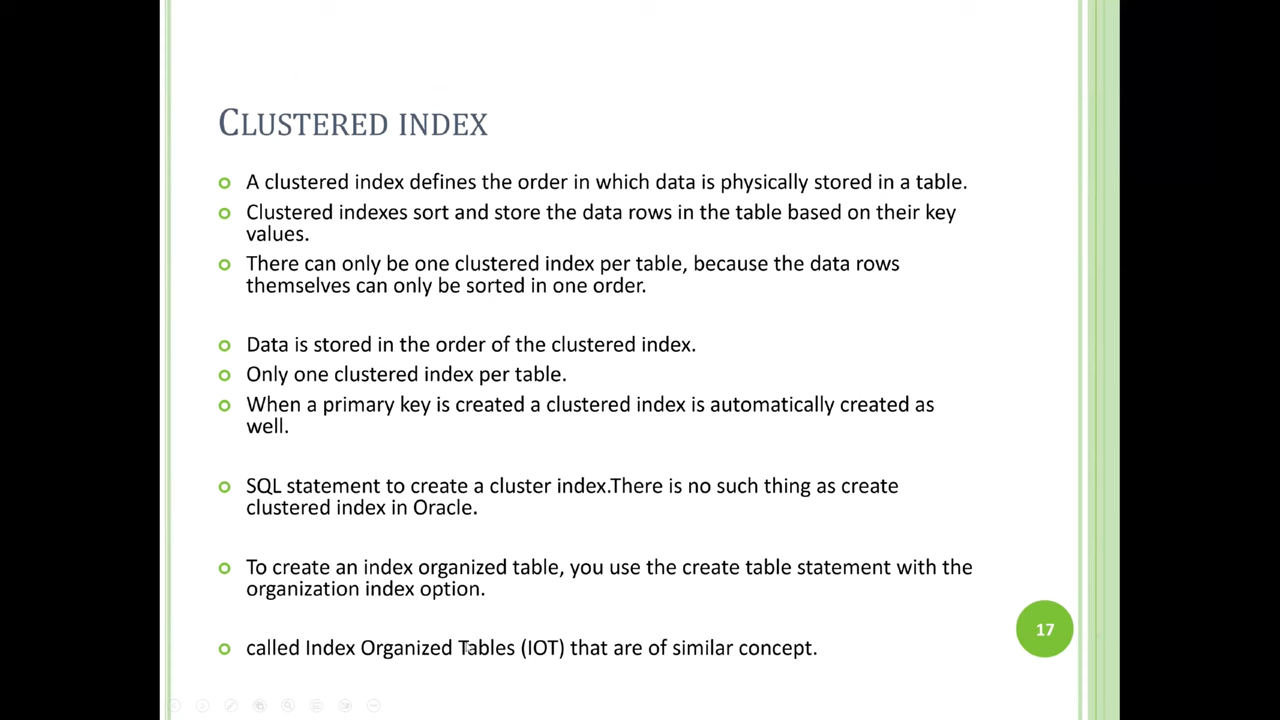 CLUSTERED INDEX
A clustered index defines the order in which data is physically stored in a table.
Clustered indexes sort and store the data rows in the table based on their key
values.
There can only be one clustered index per table, because the data rows
themselves can only be sorted in one order.
Data is stored in the order of the clustered index.
Only one clustered index per table.
When a primary key is created a clustered index is automatically created as
well.
SQL statement to create a cluster index.There is no such thing as create
clustered index in Oracle.
To create an index organized table, you use the create table statement with the
organization index option.
17
called Index Organized Tables (IOT) that are of similar concept.